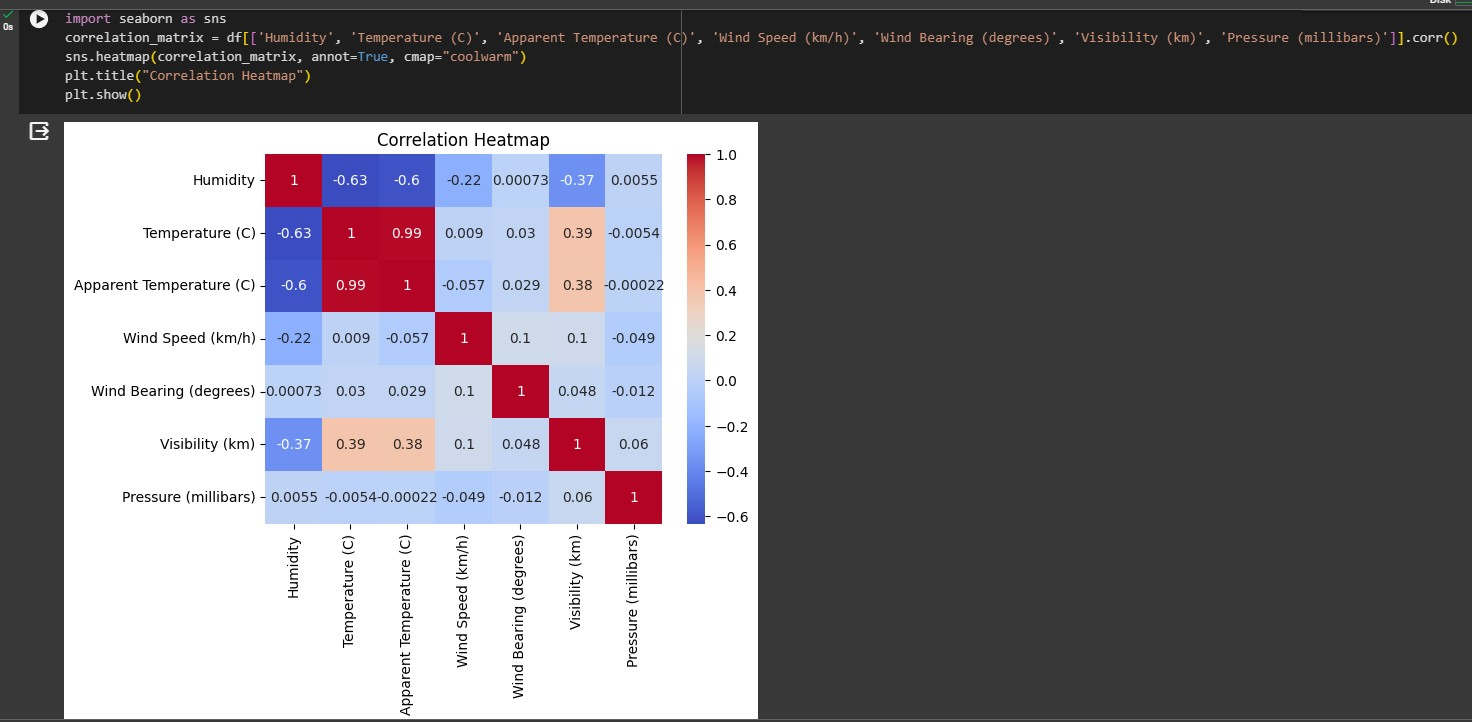 Disk
0s
import seaborn as sns
correlation_matrix = df[['Humidity', 'Temperature (C)', 'Apparent Temperature (C)', 'Wind Speed (km/h)', 'Wind Bearing (degrees)', 'Visibility (km)', 'Pressure (millibars)']].corr()
sns.heatmap(correlation_matrix, annot=True, cmap="coolwarm")
plt.title("Correlation Heatmap")
plt.show()
Correlation Heatmap
Humidity 1 -0.63 -0.6 -0.22 0.00073 -0.37 0.0055
Temperature (C) -0.63 1 0.99 0.009 0.03 0.39 -0.0054
Apparent Temperature (C) -0.6 0.99 1 -0.057 0.029 0.38 -0.00022
Wind Speed (km/h) -0.22 0.009 -0.057 1 0.1 0.1 -0.049
Wind Bearing (degrees) 0.00073 0.03 0.029 0.1 1 0.048 -0.012
Visibility (km) -0.37 0.39 0.38 0.1 0.048 1 0.06
Pressure (millibars) 0.0055 -0.0054 -0.00022 -0.049 -0.012 0.06 1
Humidity
Temperature (C)
Apparent Temperature (C)
Wind Speed (km/h)
Wind Bearing (degrees)
Visibility (km)
Pressure (millibars)
1.0
0.8
0.6
0.4
0.2
0.0
−0.2
−0.4
−0.6